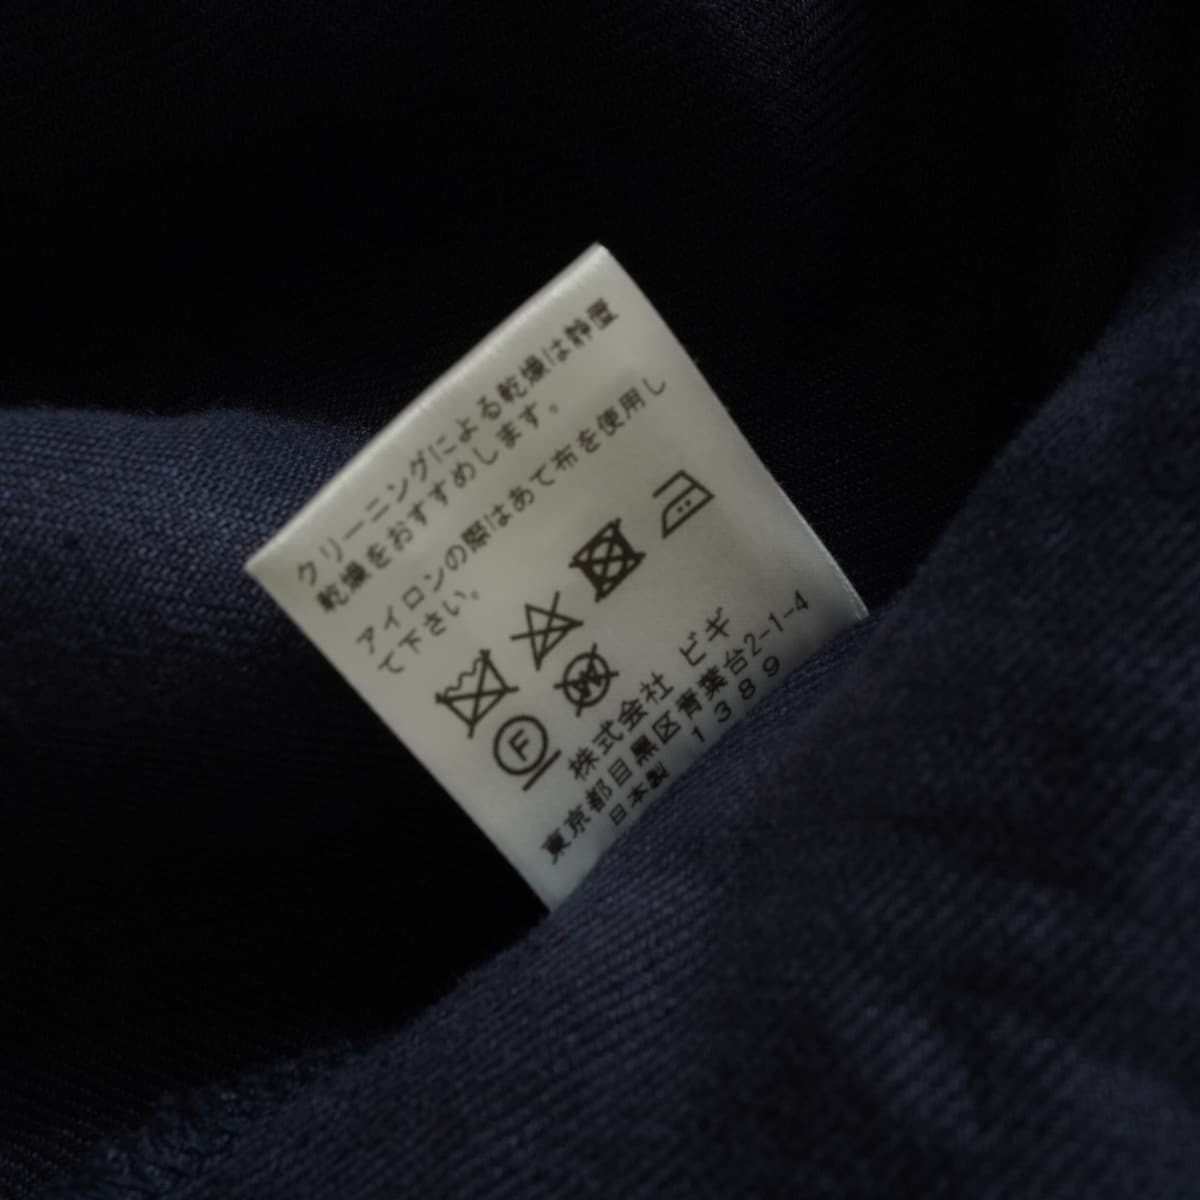 クリーニングによる乾燥は静置
乾燥をおすすめします。
アイロンの際はあて布を使用し
て下さい。
F W
株式会社 ビギ
東京都目黒区青葉台2-1-4
日本製 1389